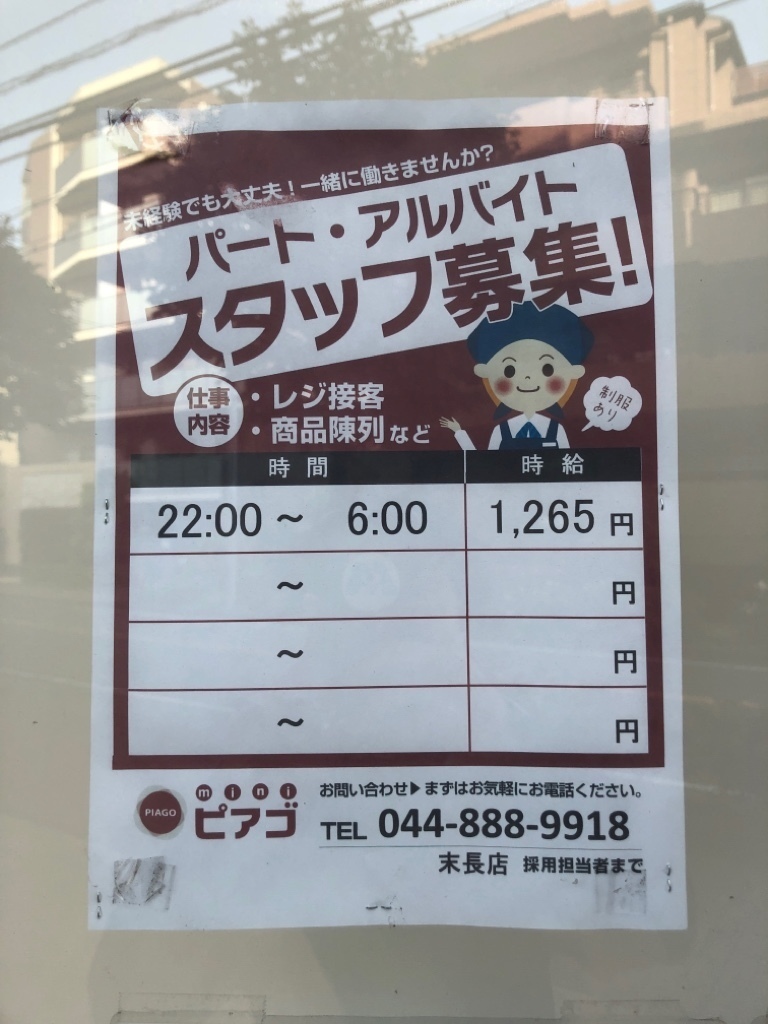 未経験でも大丈夫!一緒に働きませんか?
パート・アルバイト
スタッフ募集!
仕事
内容
・レジ接客
・商品陳列など
制服
あり
時間 時給
22:00 〜 6:00 1,265 円
〜 円
〜 円
〜 円
PIAGO
mini
ピアゴ
お問い合わせ▶まずはお気軽にお電話ください。
TEL 044-888-9918
末長店 採用担当者まで